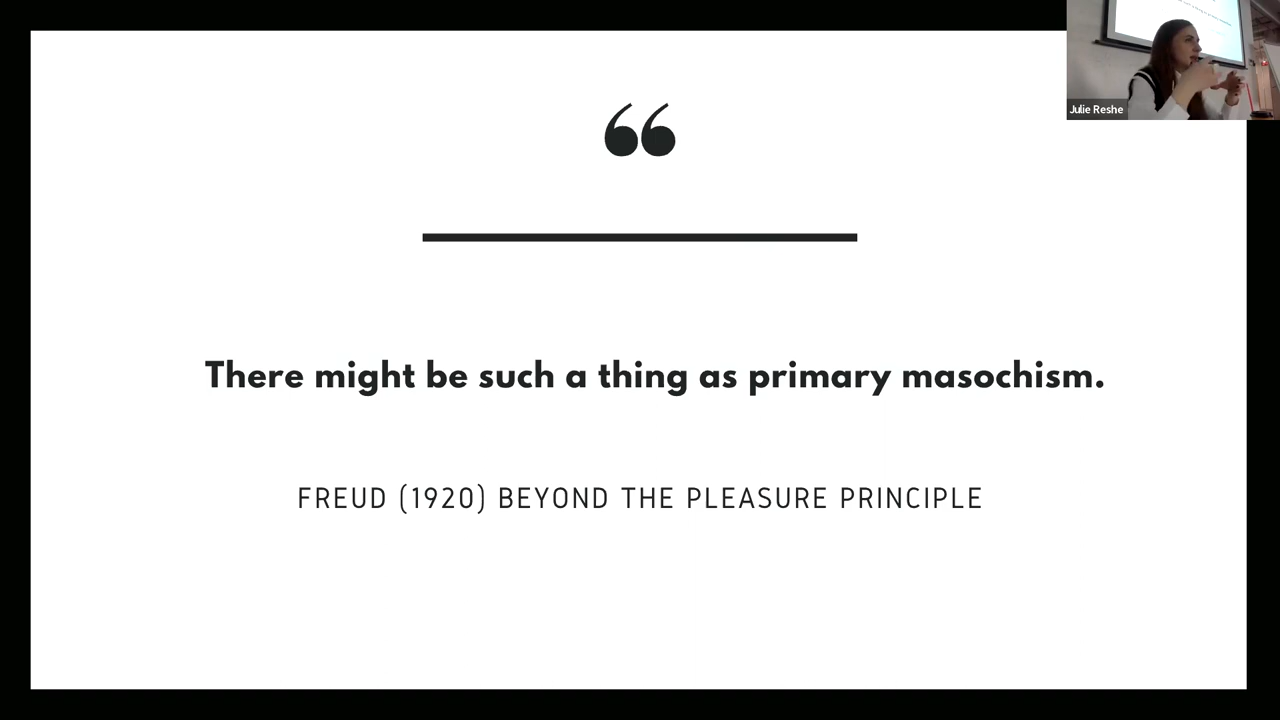 “
There might be such a thing as primary masochism.
FREUD (1920) BEYOND THE PLEASURE PRINCIPLE
Julie Reshe